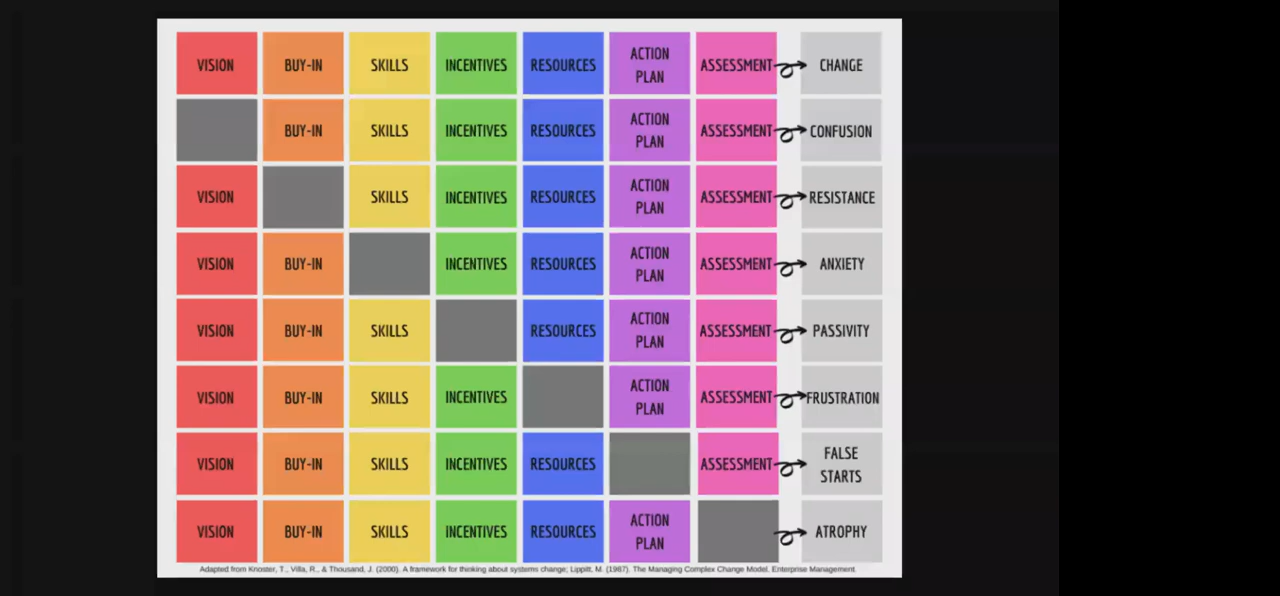 VISION BUY-IN SKILLS INCENTIVES RESOURCES ACTION PLAN ASSESSMENT CHANGE
BUY-IN SKILLS INCENTIVES RESOURCES ACTION PLAN ASSESSMENT CONFUSION
VISION SKILLS INCENTIVES RESOURCES ACTION PLAN ASSESSMENT RESISTANCE
VISION BUY-IN INCENTIVES RESOURCES ACTION PLAN ASSESSMENT ANXIETY
VISION BUY-IN SKILLS RESOURCES ACTION PLAN ASSESSMENT PASSIVITY
VISION BUY-IN SKILLS INCENTIVES ACTION PLAN ASSESSMENT FRUSTRATION
VISION BUY-IN SKILLS INCENTIVES RESOURCES ASSESSMENT FALSE STARTS
VISION BUY-IN SKILLS INCENTIVES RESOURCES ACTION PLAN ATROPHY
Adapted from Knoster, T., Villa, R., & Thousand, J. (2000). A framework for thinking about systems change; Lippitt, M. (1987). The Managing Complex Change Model. Enterprise Management.